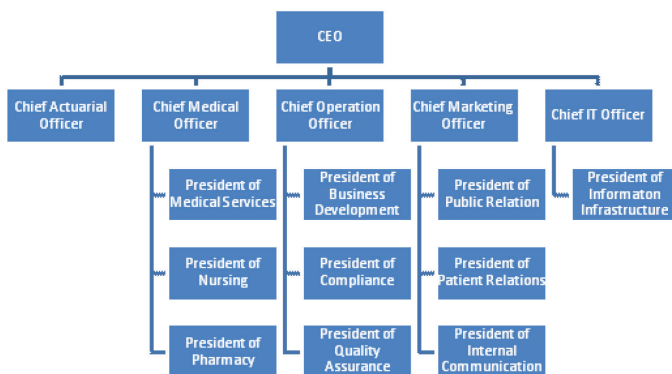 CEO
Chief Actuarial
Officer
Chief Medical
Officer
Chief Operation
Officer
Chief Marketing
Officer
Chief IT Officer
President of
Medical Services
President of
Business
Development
President of
Public Relation
President of
Informaton
Infrastructure
President of
Nursing
President of
Compliance
President of
Patient Relations
President of
Pharmacy
President of
Quality
Assurance
President of
Internal
Communication